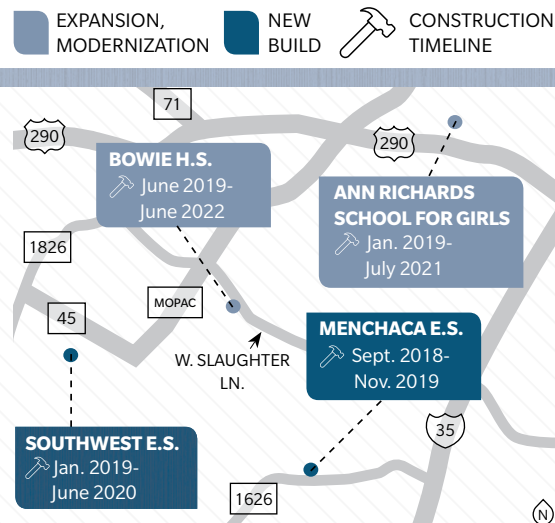 EXPANSION,
MODERNIZATION
NEW
BUILD
CONSTRUCTION
TIMELINE
71
290
290
BOWIE H.S.
June 2019-
June 2022
ANN RICHARDS
SCHOOL FOR GIRLS
Jan. 2019-
July 2021
1826
MOPAC
45
W. SLAUGHTER
LN.
MENCHACA E.S.
Sept. 2018-
Nov. 2019
35
SOUTHWEST E.S.
Jan. 2019-
June 2020
1626
N